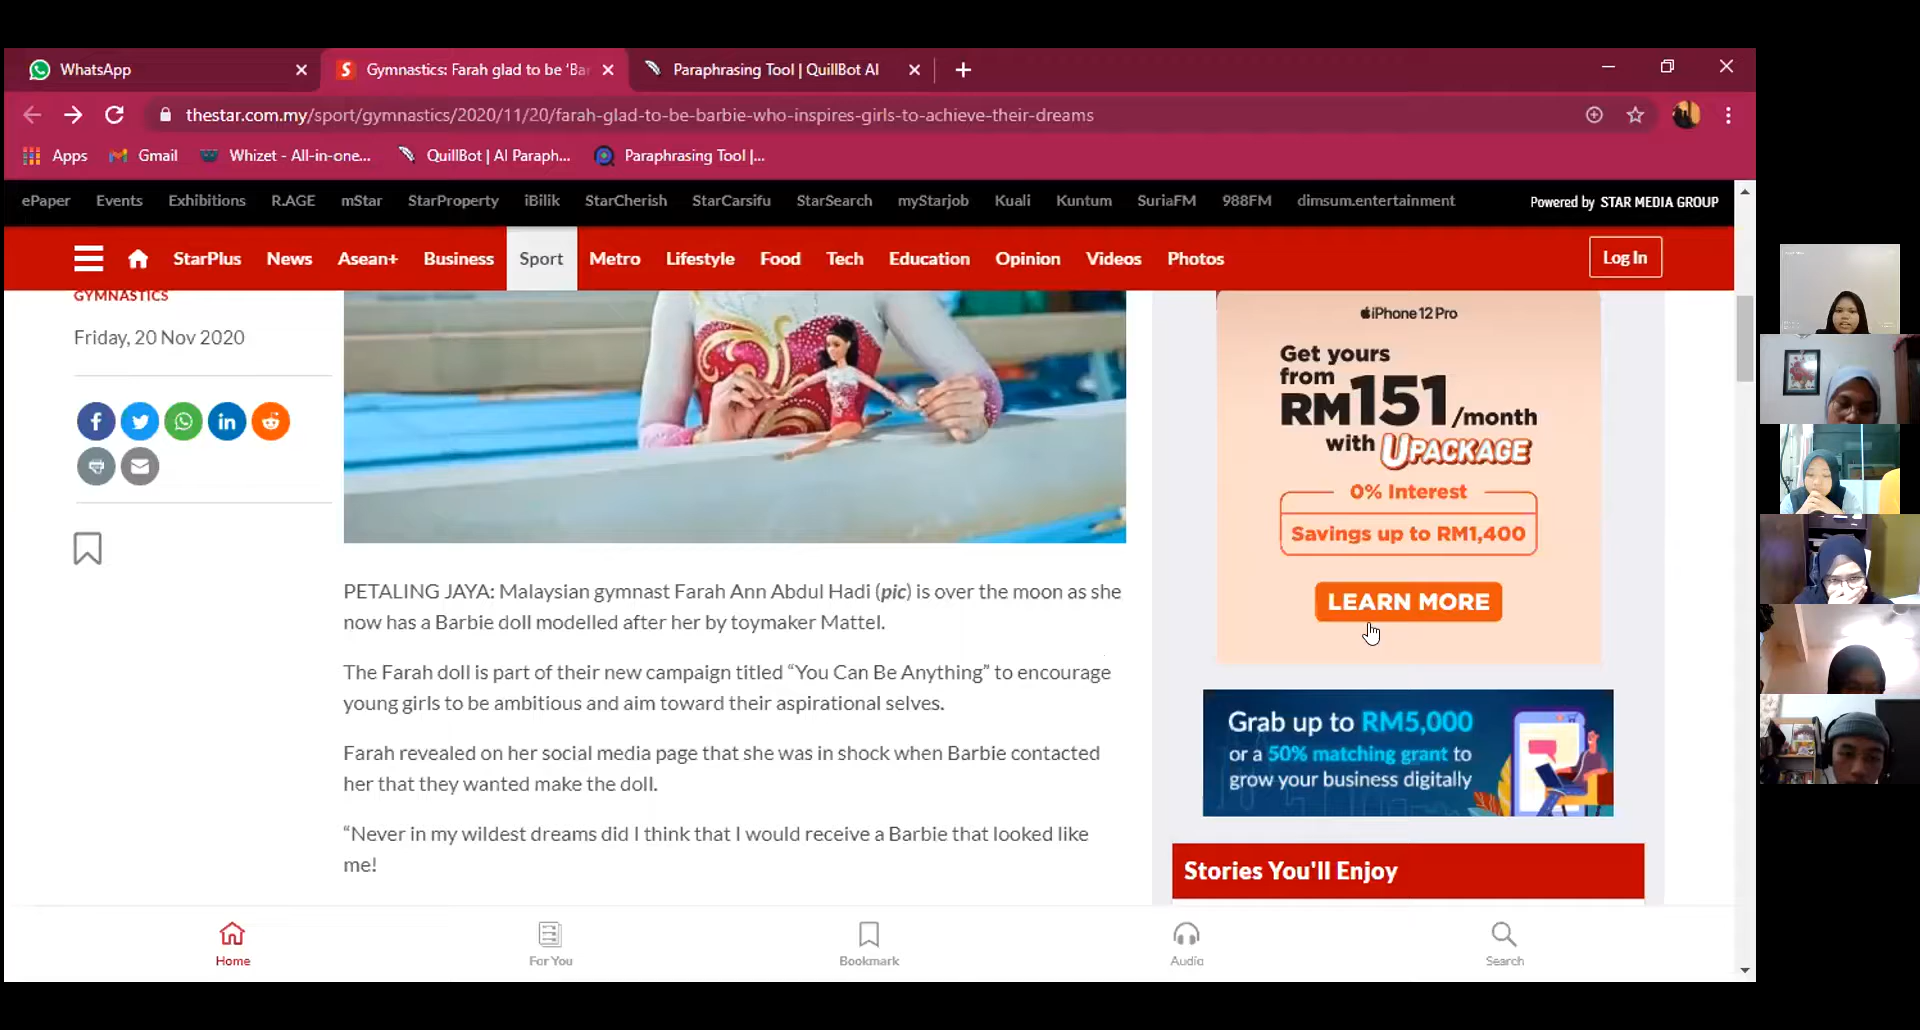 WhatsApp
Gymnastics: Farah glad to be 'Ba
Paraphrasing Tool | QuillBot AI
thestar.com.my/sport/gymnastics/2020/11/20/farah-glad-to-be-barbie-who-inspires-girls-to-achieve-their-dreams
Apps Gmail Whizet - All-in-one... QuillBot | AI Paraph... Paraphrasing Tool |...
ePaper Events Exhibitions R.AGE mStar StarProperty iBilik StarCherish StarCarsifu StarSearch myStarjob Kuali Kuntum SuriaFM 988FM dimsum.entertainment Powered by STAR MEDIA GROUP
StarPlus News Asean+ Business Sport Metro Lifestyle Food Tech Education Opinion Videos Photos Log In
GYMNASTICS
Friday, 20 Nov 2020
PETALING JAYA: Malaysian gymnast Farah Ann Abdul Hadi (pic) is over the moon as she
now has a Barbie doll modelled after her by toymaker Mattel.
The Farah doll is part of their new campaign titled “You Can Be Anything” to encourage
young girls to be ambitious and aim toward their aspirational selves.
Farah revealed on her social media page that she was in shock when Barbie contacted
her that they wanted make the doll.
“Never in my wildest dreams did I think that I would receive a Barbie that looked like
me!
iPhone 12 Pro
Get yours
from
RM151/month
with UPACKAGE
0% Interest
Savings up to RM1,400
LEARN MORE
Grab up to RM5,000
or a 50% matching grant to
grow your business digitally
Stories You'll Enjoy
Home For You Bookmark Audio Search